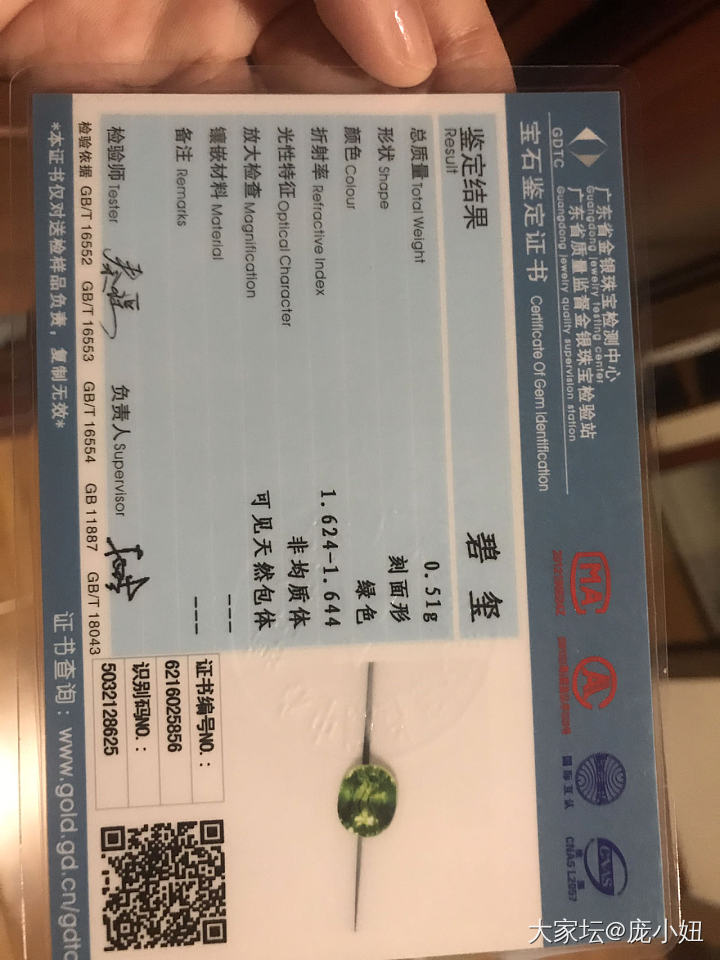 GDTC
广东省金银珠宝检测中心
Guangdong jewelry testing center
广东省质量监督金银珠宝检验站
Guangdong jewelry quality supervision station
宝石鉴定证书 Certificate Of Gem Identification
MA
A
国际互认
CNAS
CNAS L2057
鉴定结果 碧玺
Result
总质量 Total Weight 0.51g
形状 Shape 刻面形
颜色 Colour 绿色
折射率 Refractive Index 1.624-1.644
光性特征 Optical Character 非均质体
放大检查 Magnification 可见天然包体
镶嵌材料 Material ---
备注 Remarks ---
检验师 Tester 负责人 Supervisor
检验依据 GB/T 16552 GB/T 16553 GB/T 16554 GB 11887 GB/T 18043
*本证书仅对送检样品负责，复制无效*
证书编号NO.：
6216025856
识别码NO.：
5032128625
证书查询：www.gold.gd.cn/gdtc
大家坛@庞小妞